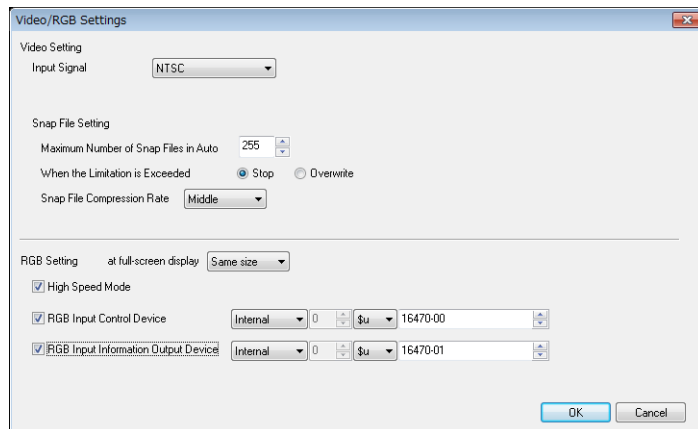 Video/RGB Settings
Video Setting
Input Signal NTSC
Snap File Setting
Maximum Number of Snap Files in Auto 255
When the Limitation is Exceeded Stop Overwrite
Snap File Compression Rate Middle
RGB Setting at full-screen display Same size
High Speed Mode
RGB Input Control Device Internal 0 $u 16470-00
RGB Input Information Output Device Internal 0 $u 16470-01
OK Cancel